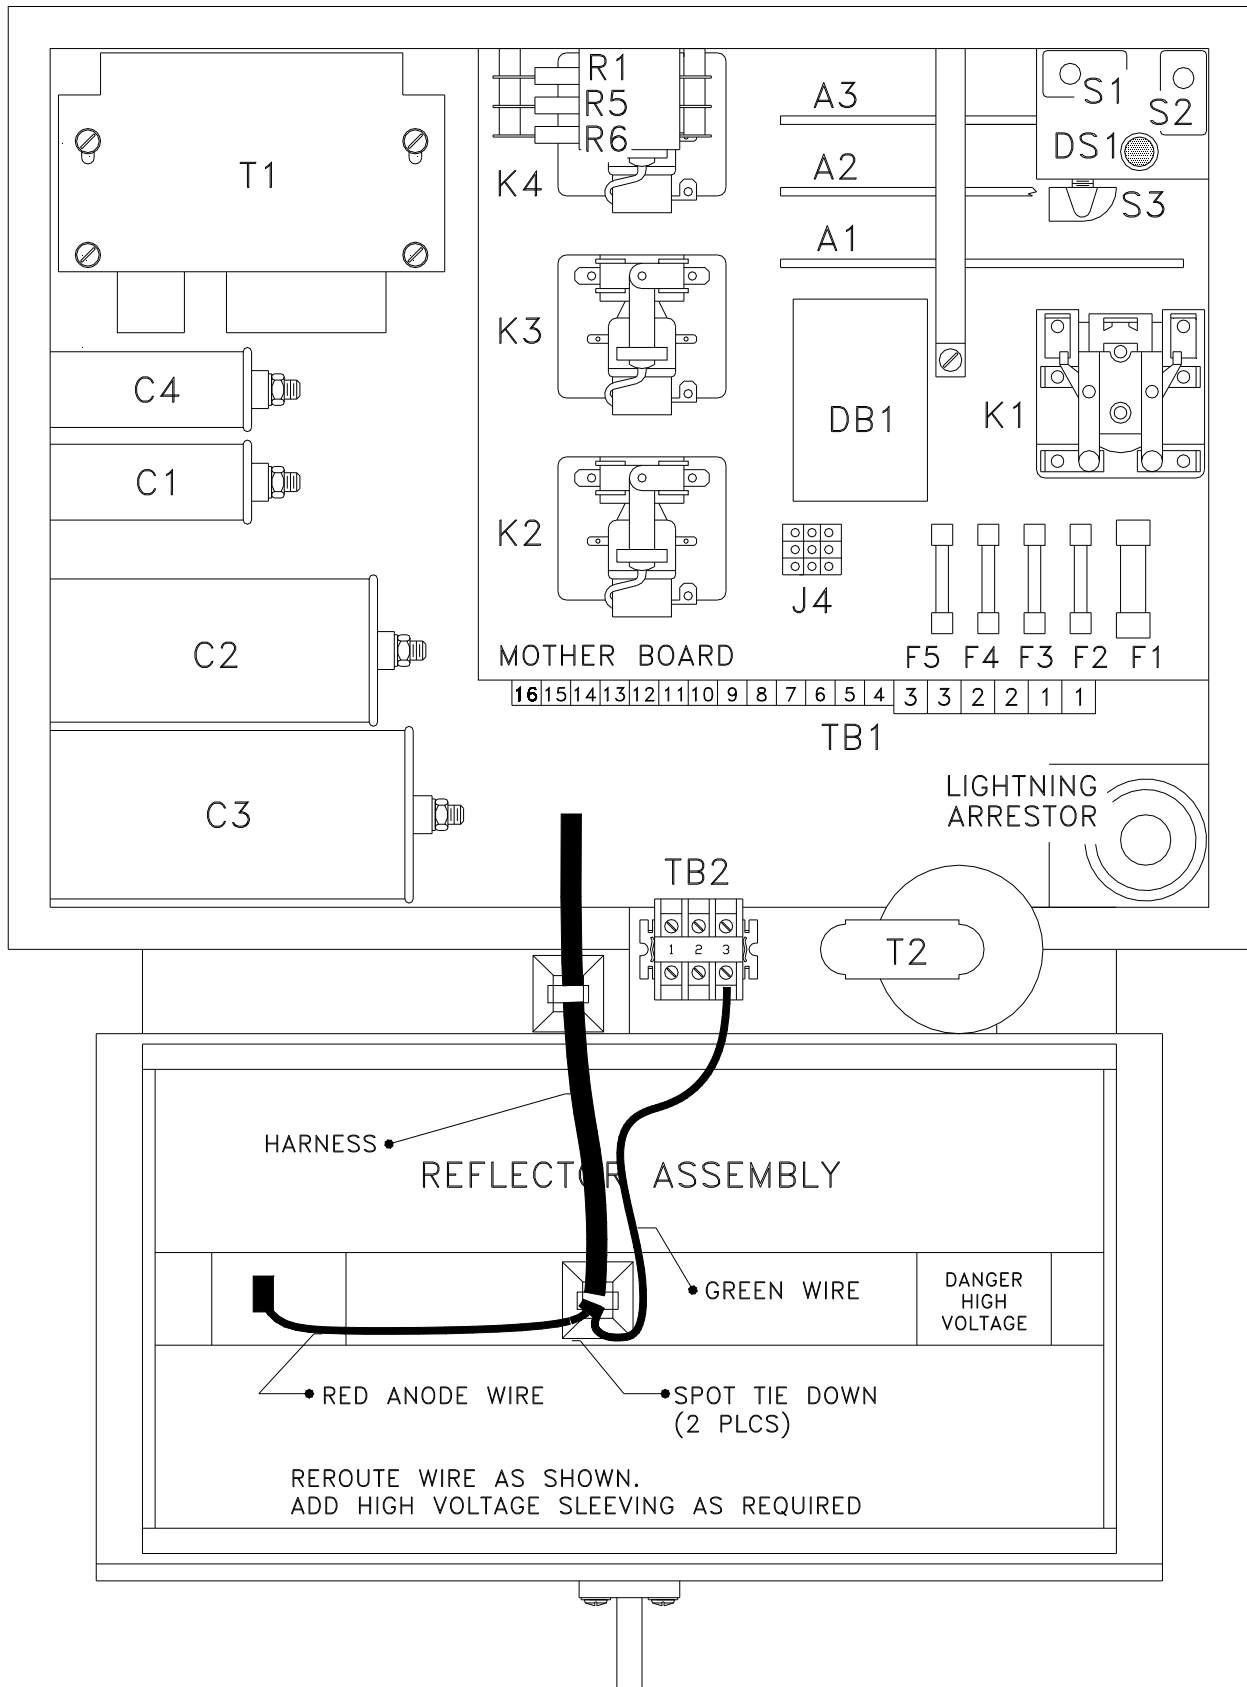 R1
R5
R6
A3
S1
S2
DS1
T1
K4
A2
S3
A1
K3
C4
DB1
K1
C1
K2
J4
C2
MOTHER BOARD
F5 F4 F3 F2 F1
16 15 14 13 12 11 10 9 8 7 6 5 4 3 3 2 2 1 1
TB1
C3
LIGHTNING
ARRESTOR
TB2
1 2 3
T2
HARNESS
REFLECTOR ASSEMBLY
GREEN WIRE
DANGER
HIGH
VOLTAGE
RED ANODE WIRE
SPOT TIE DOWN
(2 PLCS)
REROUTE WIRE AS SHOWN.
ADD HIGH VOLTAGE SLEEVING AS REQUIRED